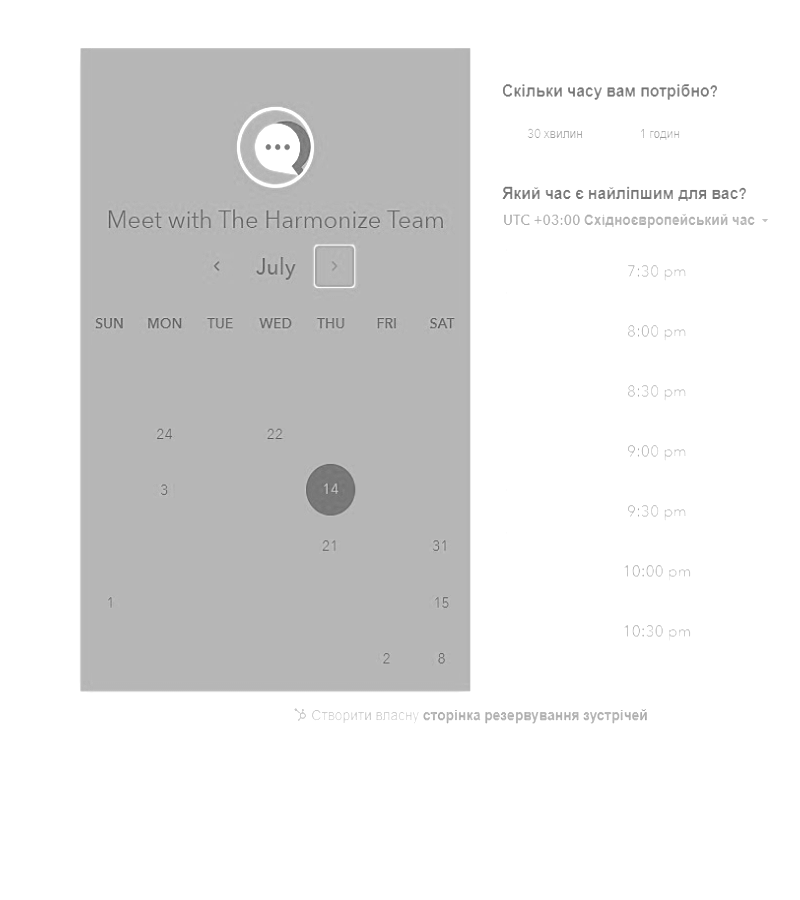 Meet with The Harmonize Team
July
SUN MON TUE WED THU FRI SAT
24 22
3 14
21 31
1 15
2 8
Скільки часу вам потрібно?
30 хвилин 1 годин
Який час є найліпшим для вас?
UTC +03:00 Східноєвропейський час
7:30 pm
8:00 pm
8:30 pm
9:00 pm
9:30 pm
10:00 pm
10:30 pm
Створити власну сторінка резервування зустрічей